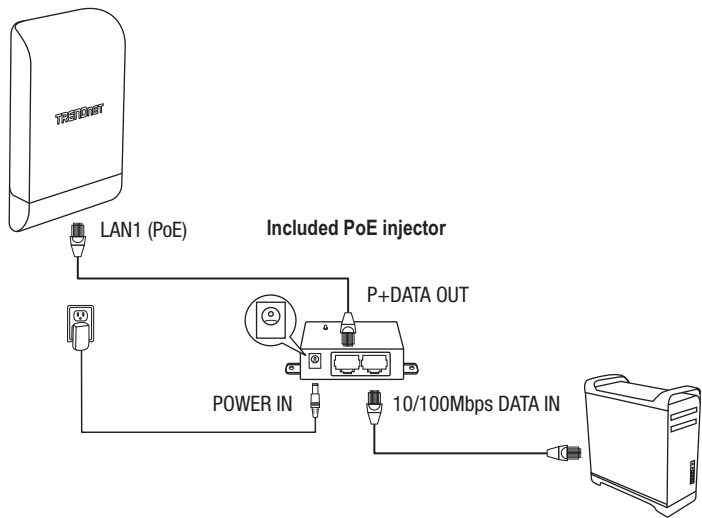 TRENDNET
LAN1 (PoE)
Included PoE injector
P+DATA OUT
POWER IN
10/100Mbps DATA IN